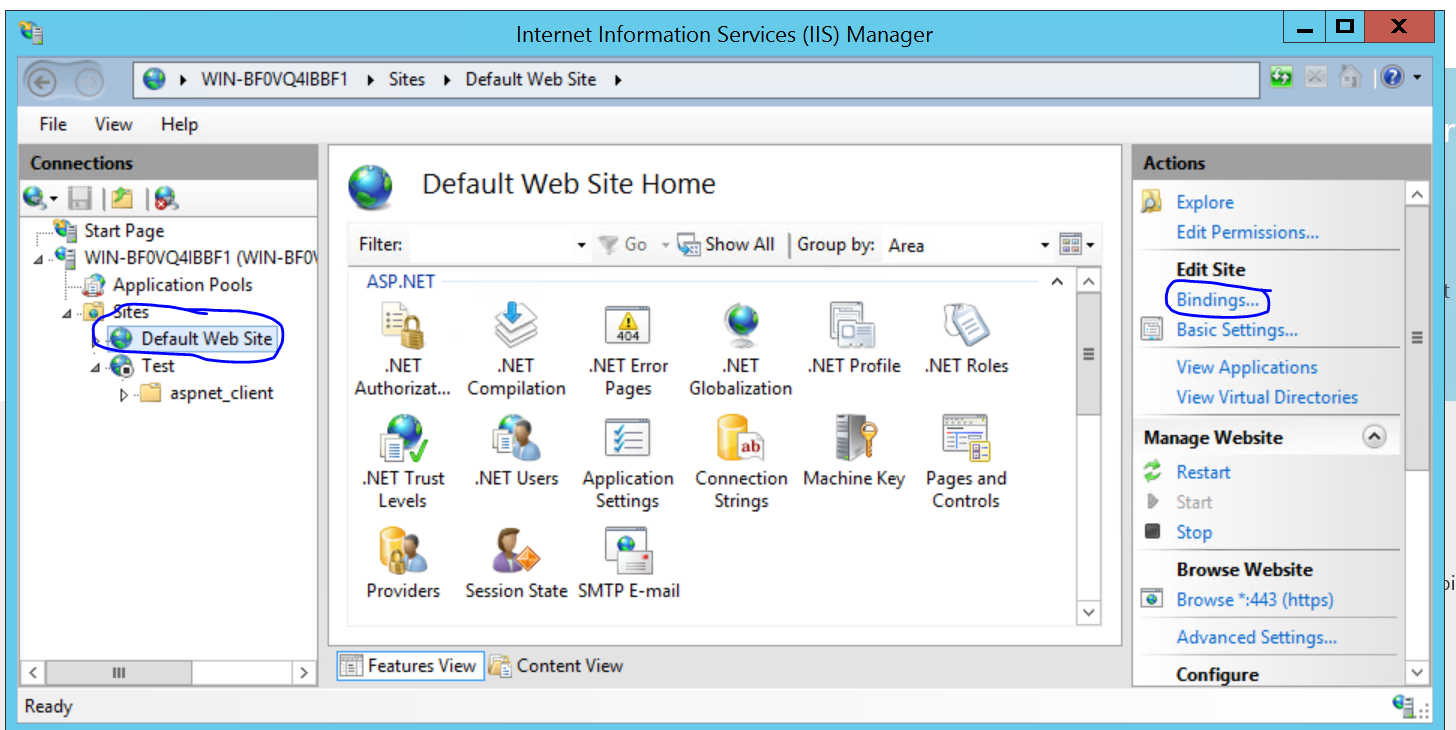 Internet Information Services (IIS) Manager
WIN-BF0VQ4IBBF1 Sites Default Web Site
File View Help
Connections
Start Page
WIN-BF0VQ4IBBF1 (WIN-BF0V
Application Pools
Sites
Default Web Site
Test
aspnet_client
Default Web Site Home
Filter: Go Show All Group by: Area
ASP.NET
.NET Authorizat...
.NET Compilation
404
.NET Error Pages
.NET Globalization
.NET Profile
.NET Roles
.NET Trust Levels
.NET Users
Application Settings
ab
Connection Strings
Machine Key
Pages and Controls
Providers
Session State
SMTP E-mail
Features View Content View
Actions
Explore
Edit Permissions...
Edit Site
Bindings...
Basic Settings...
View Applications
View Virtual Directories
Manage Website
Restart
Start
Stop
Browse Website
Browse *:443 (https)
Advanced Settings...
Configure
Ready